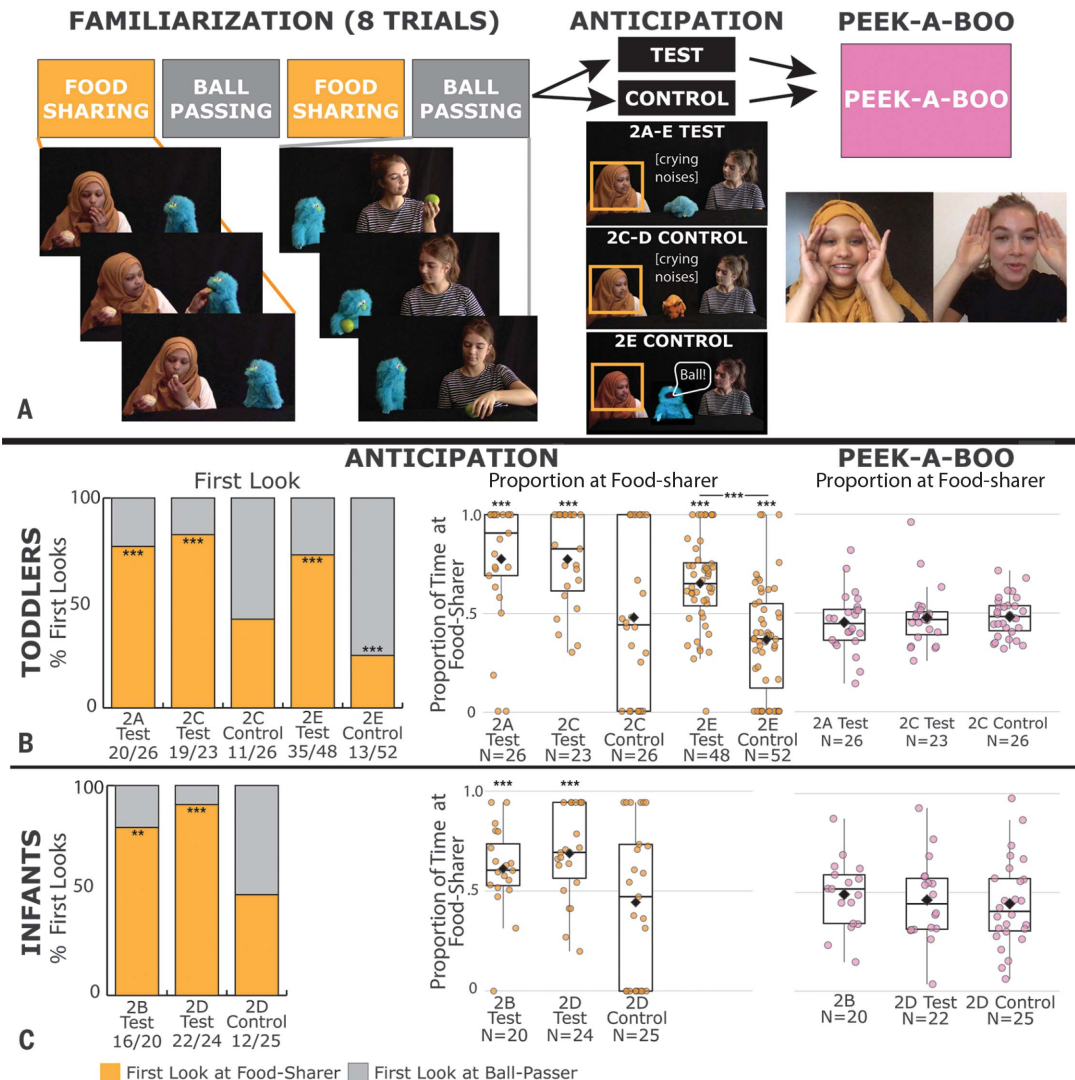 FAMILIARIZATION (8 TRIALS)
ANTICIPATION
PEEK-A-BOO
FOOD
SHARING
BALL
PASSING
FOOD
SHARING
BALL
PASSING
TEST
CONTROL
PEEK-A-BOO
2A-E TEST
[crying
noises]
2C-D CONTROL
[crying
noises]
2E CONTROL
Ball!
A
ANTICIPATION
PEEK-A-BOO
First Look
Proportion at Food-sharer
Proportion at Food-sharer
TODDLERS
% First Looks
100
50
0
***
***
***
***
2A
Test
20/26
2C
Test
19/23
2C
Control
11/26
2E
Test
35/48
2E
Control
13/52
Proportion of Time at
Food-Sharer
1.0
.5
0
***
***
***
***
***
2A
Test
N=26
2C
Test
N=23
2C
Control
N=26
2E
Test
N=48
2E
Control
N=52
2A Test
N=26
2C Test
N=23
2C Control
N=26
B
INFANTS
% First Looks
100
50
0
**
***
2B
Test
16/20
2D
Test
22/24
2D
Control
12/25
Proportion of Time at
Food-Sharer
1.0
.5
0
***
***
2B
Test
N=20
2D
Test
N=24
2D
Control
N=25
2B
N=20
2D Test
N=22
2D Control
N=25
C
First Look at Food-Sharer
First Look at Ball-Passer